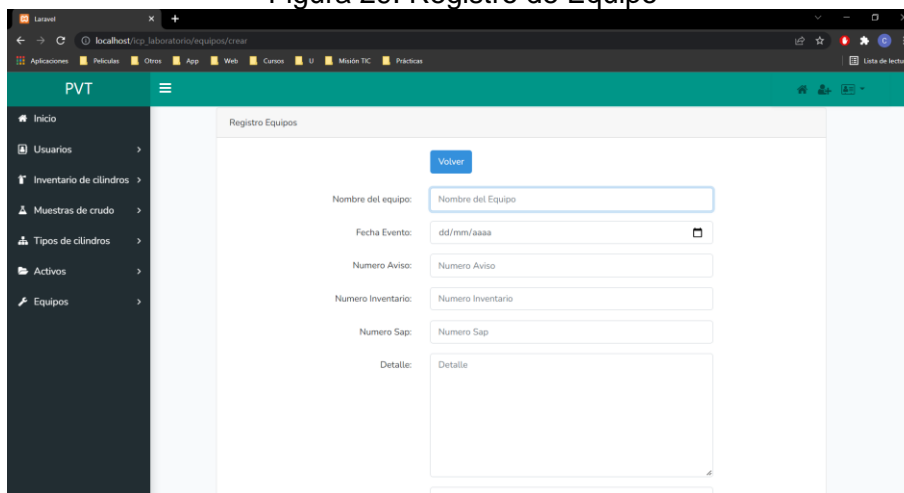 Figura 29. Registro de Equipo
Laravel
localhost/icp_laboratorio/equipos/crear
Aplicaciones Peliculas Otros App Web Cursos U Misión TIC Prácticas Lista de lectu
PVT
Inicio
Registro Equipos
Usuarios
Volver
Inventario de cilindros
Nombre del equipo: Nombre del Equipo
Muestras de crudo
Fecha Evento: dd/mm/aaaa
Tipos de cilindros
Numero Aviso: Numero Aviso
Activos
Numero Inventario: Numero Inventario
Equipos
Numero Sap: Numero Sap
Detalle: Detalle